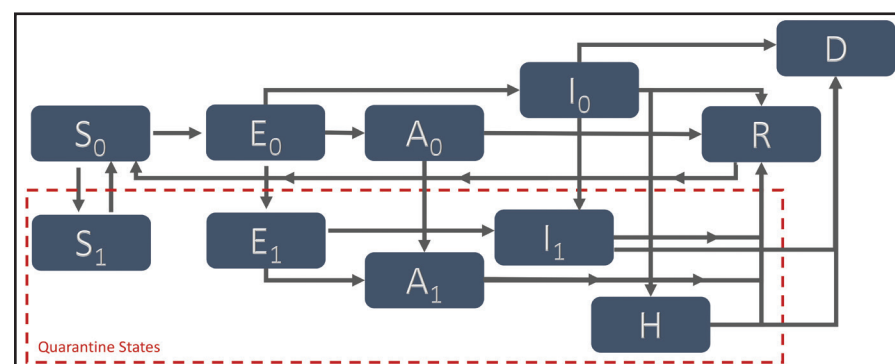 D
I₀
S₀
E₀
A₀
R
S₁
E₁
I₁
A₁
H
Quarantine States